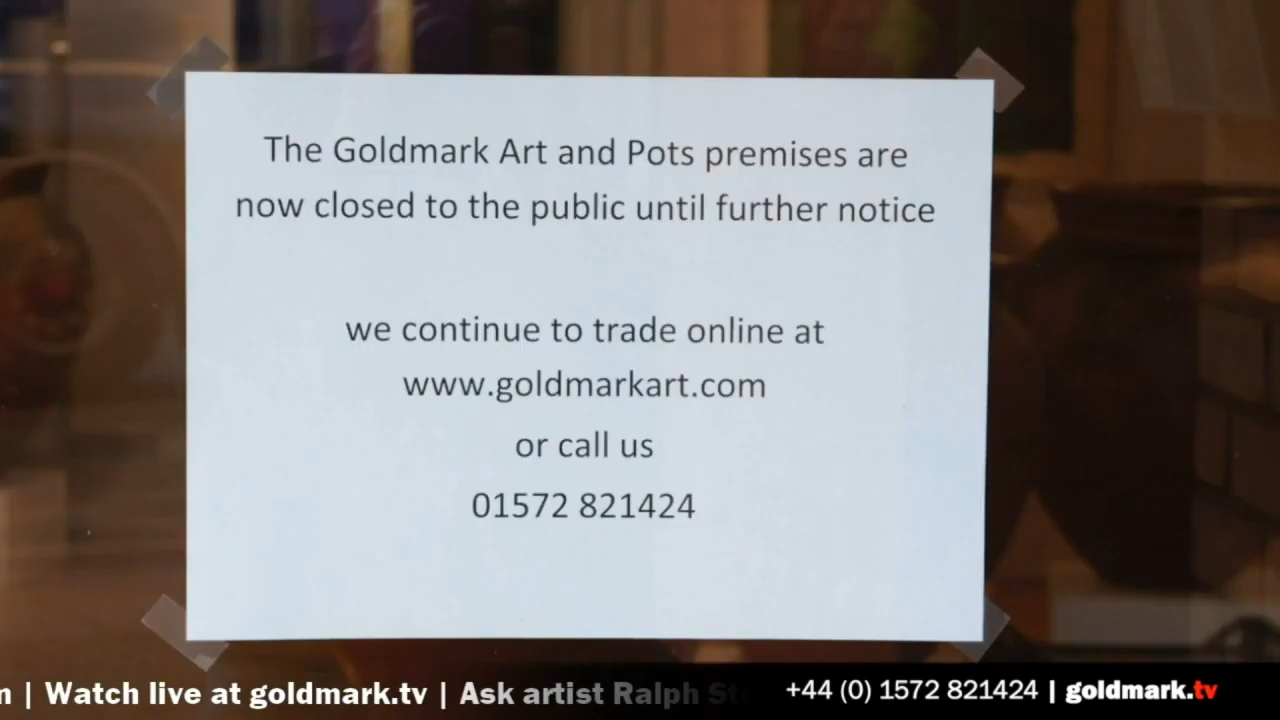 The Goldmark Art and Pots premises are
now closed to the public until further notice
we continue to trade online at
www.goldmarkart.com
or call us
01572 821424
| Watch live at goldmark.tv | Ask artist Ralph
+44 (0) 1572 821424 | goldmark.tv